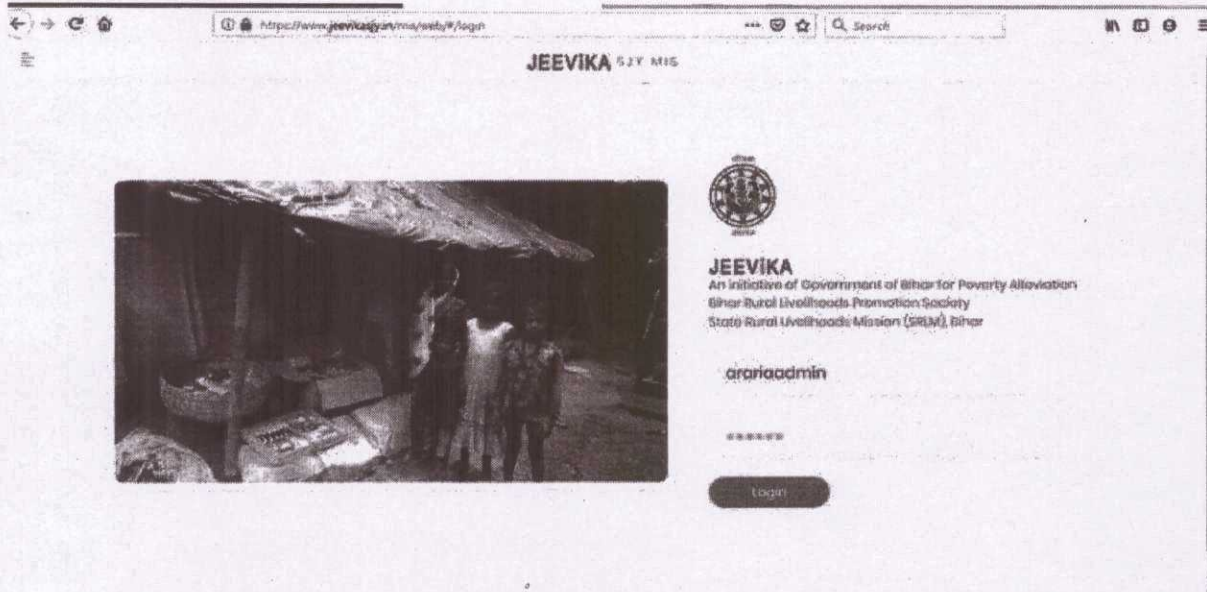 https://www.jeevikasjy.in/mis/web/#/login
Search
JEEVIKA SJY MIS
JEEVIKA
An initiative of Government of Bihar for Poverty Alleviation
Bihar Rural Livelihoods Promotion Society
State Rural Livelihoods Mission (SRLM), Bihar
arariaadmin
******
Login